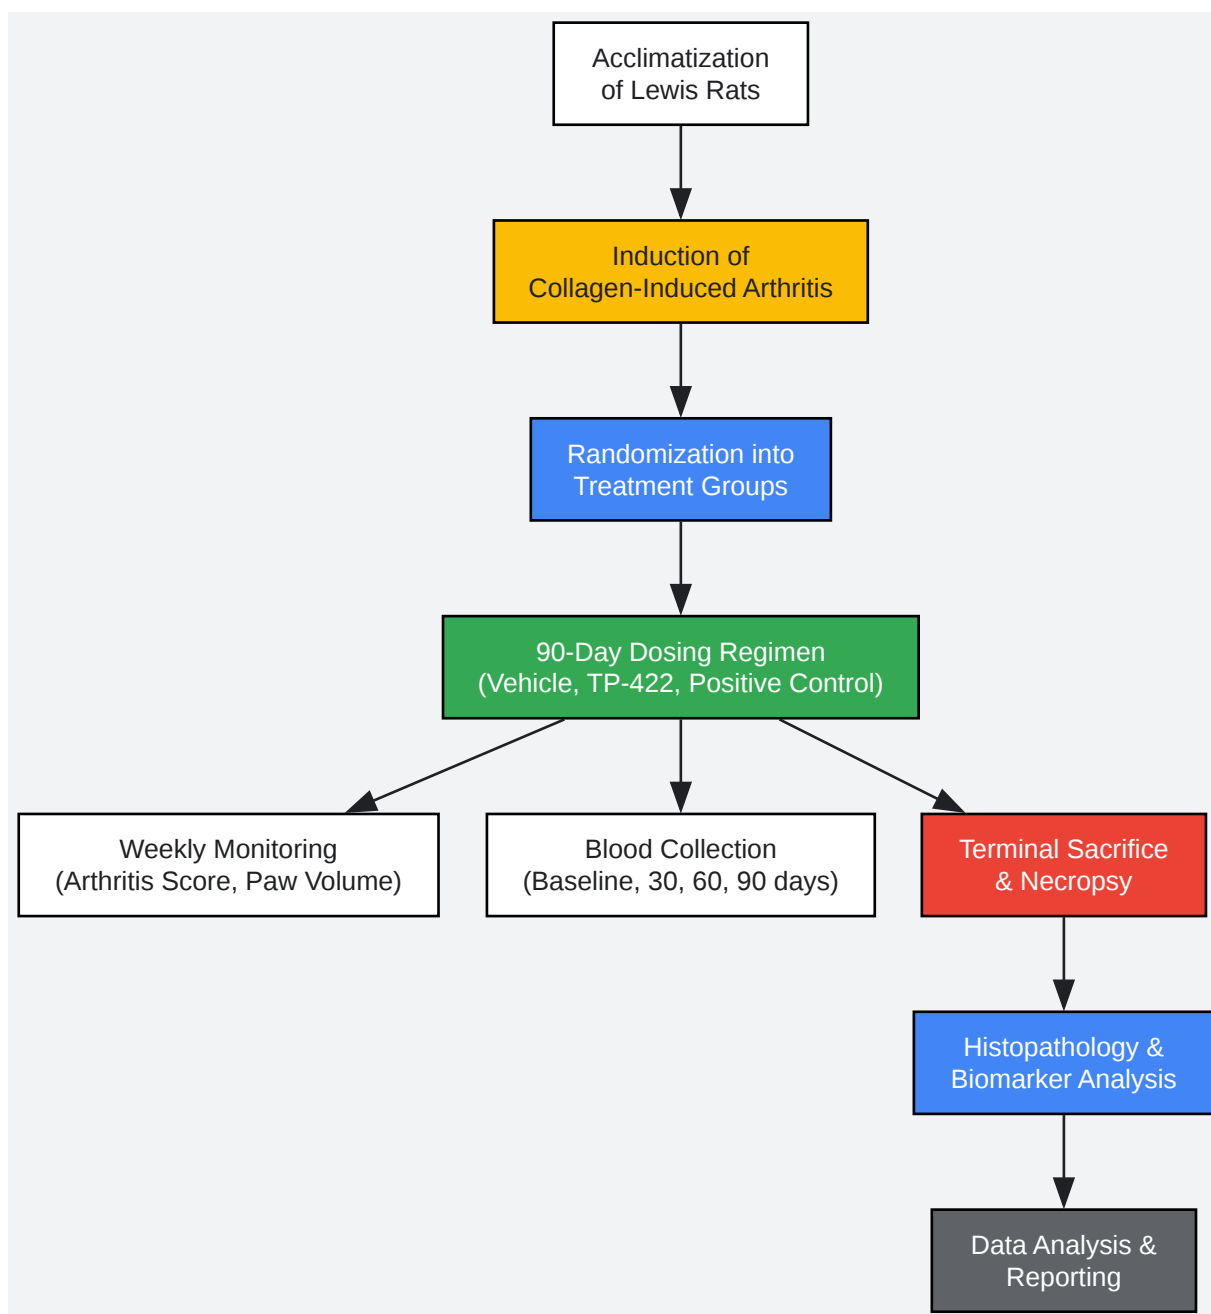 Acclimatization
of Lewis Rats
Induction of
Collagen-Induced Arthritis
Randomization into
Treatment Groups
90-Day Dosing Regimen
(Vehicle, TP-422, Positive Control)
Weekly Monitoring
(Arthritis Score, Paw Volume)
Blood Collection
(Baseline, 30, 60, 90 days)
Terminal Sacrifice
& Necropsy
Histopathology &
Biomarker Analysis
Data Analysis &
Reporting